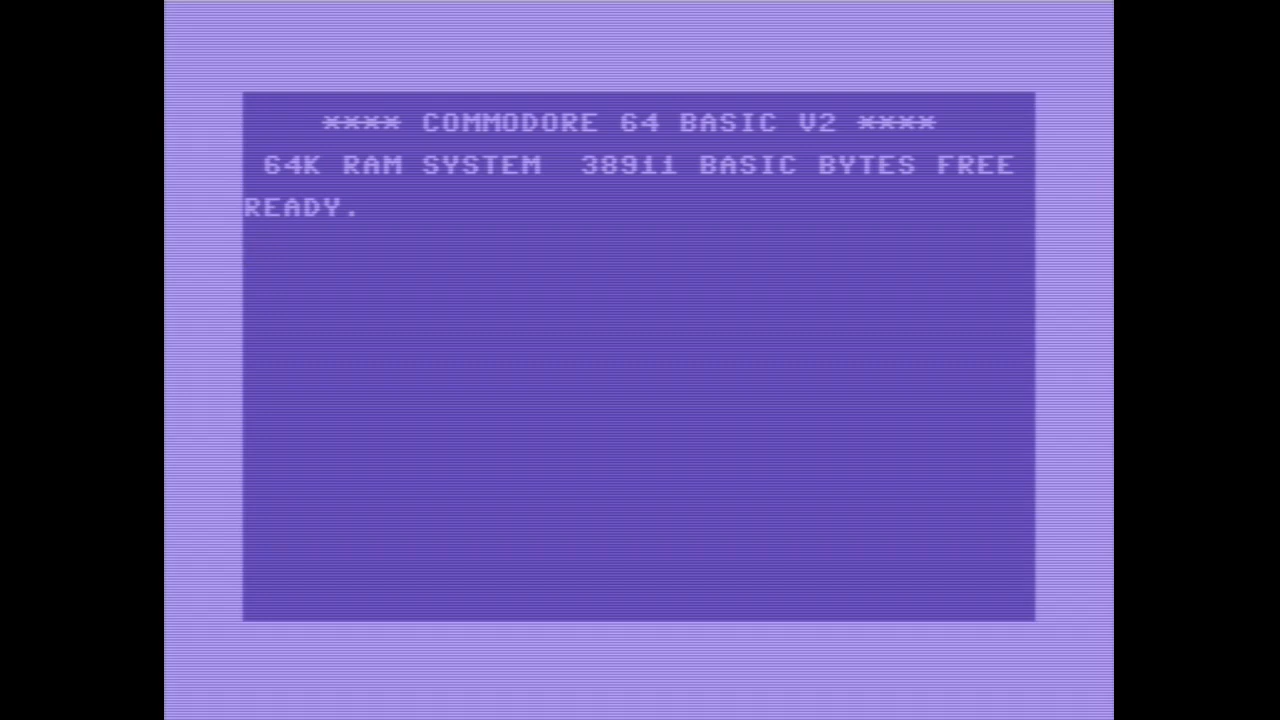 **** COMMODORE 64 BASIC V2 ****
64K RAM SYSTEM  38911 BASIC BYTES FREE
READY.